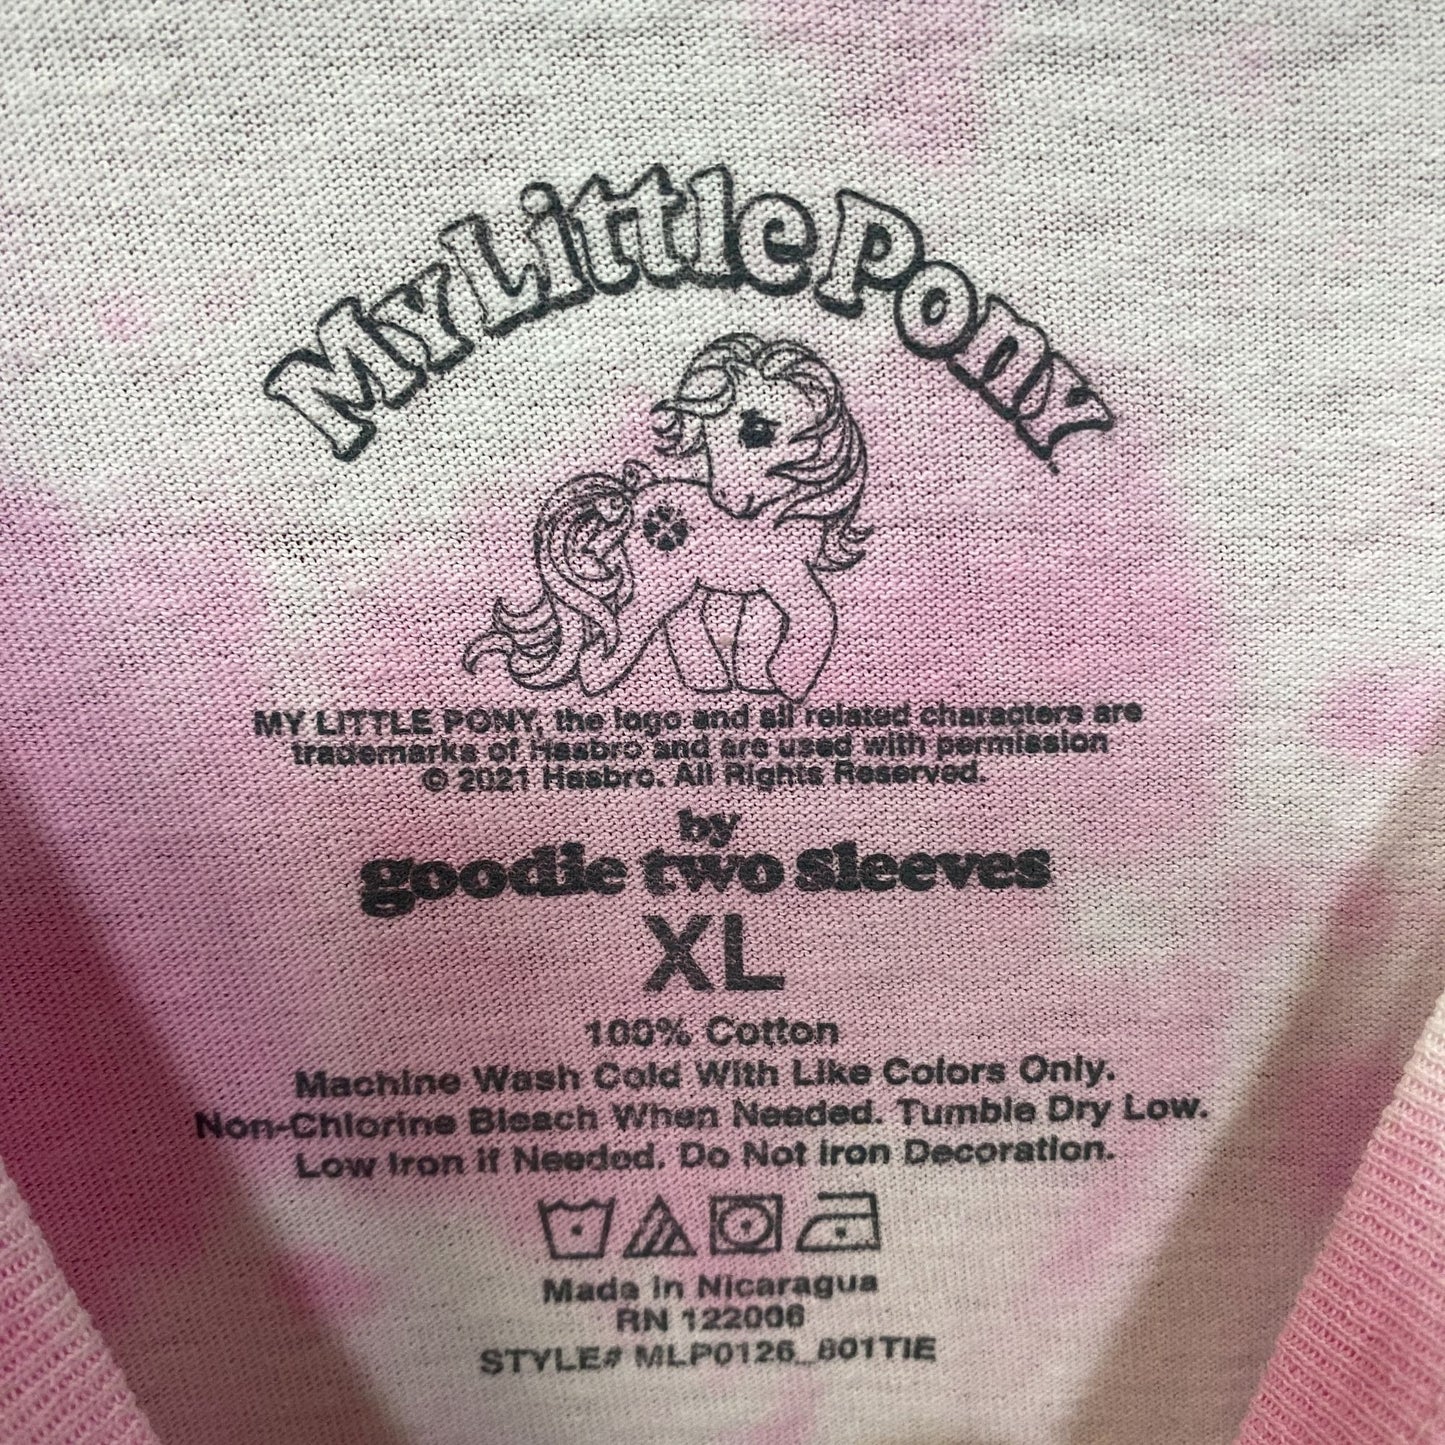 My Little Pony
MY LITTLE PONY, the logo and all related characters are
trademarks of Hasbro and are used with permission
© 2021 Hasbro. All Rights Reserved.
by
goodie two sleeves
XL
100% Cotton
Machine Wash Cold With Like Colors Only.
Non-Chlorine Bleach When Needed. Tumble Dry Low.
Low Iron if Needed. Do Not Iron Decoration.
Made in Nicaragua
RN 122006
STYLE# MLP0126_801TIE